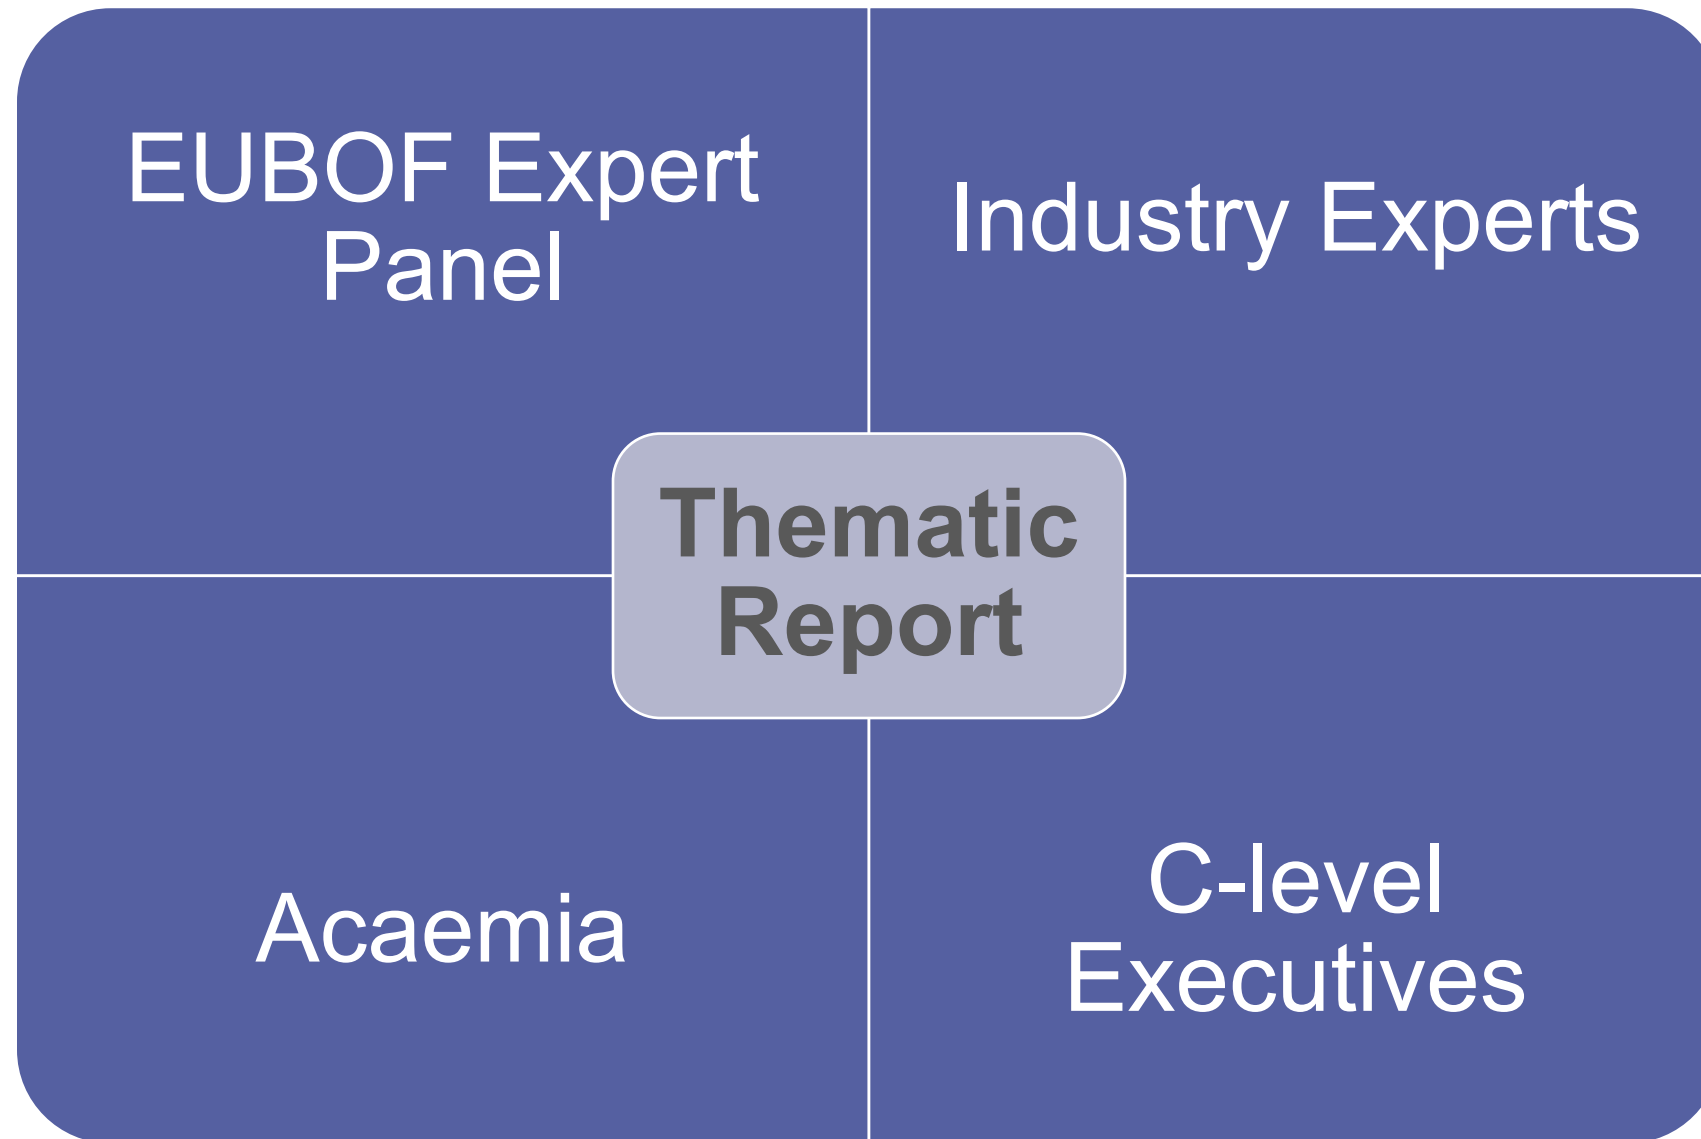 EUBOF Expert
Panel
Industry Experts
Thematic
Report
Acaemia
C-level
Executives